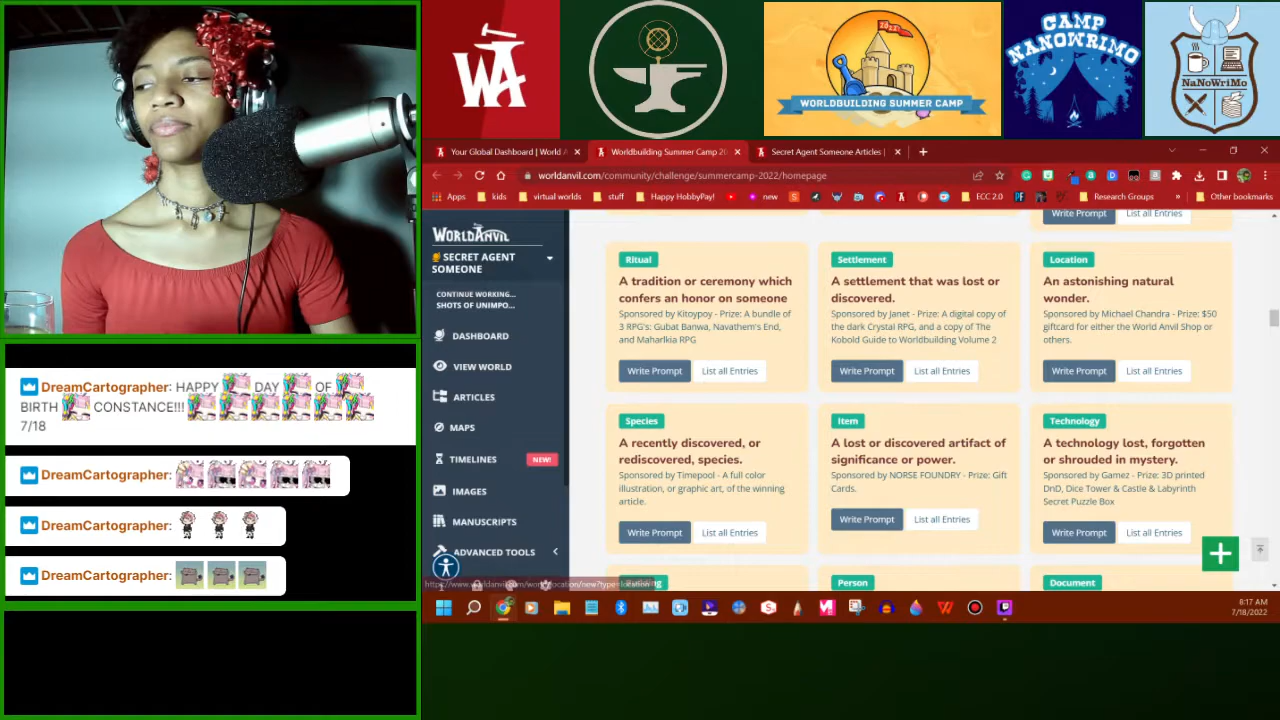 WA
2022
WORLDBUILDING SUMMER CAMP
CAMP
NANOWRIMO
NaNoWriMo
Your Global Dashboard | World A
Worldbuilding Summer Camp 20
Secret Agent Someone Articles |
worldanvil.com/community/challenge/summercamp-2022/homepage
Apps
kids
virtual worlds
stuff
Happy HobbyPay!
new
ECC 2.0
Research Groups
»
Other bookmarks
WORLDANVIL
SECRET AGENT
SOMEONE
CONTINUE WORKING...
SHOTS OF UNIMPO...
DASHBOARD
VIEW WORLD
ARTICLES
MAPS
TIMELINES
NEW!
IMAGES
MANUSCRIPTS
ADVANCED TOOLS
Write Prompt
List all Entries
Ritual
A tradition or ceremony which
confers an honor on someone
Sponsored by Kitoypoy - Prize: A bundle of
3 RPG's: Gubat Banwa, Navathem's End,
and Maharlkia RPG
Write Prompt
List all Entries
Settlement
A settlement that was lost or
discovered.
Sponsored by Janet - Prize: A digital copy of
the dark Crystal RPG, and a copy of The
Kobold Guide to Worldbuilding Volume 2
Write Prompt
List all Entries
Location
An astonishing natural
wonder.
Sponsored by Michael Chandra - Prize: $50
giftcard for either the World Anvil Shop or
others.
Write Prompt
List all Entries
Species
A recently discovered, or
rediscovered, species.
Sponsored by Timepool - A full color
illustration, or graphic art, of the winning
article.
Write Prompt
List all Entries
Item
A lost or discovered artifact of
significance or power.
Sponsored by NORSE FOUNDRY - Prize: Gift
Cards.
Write Prompt
List all Entries
Technology
A technology lost, forgotten
or shrouded in mystery.
Sponsored by Gamez - Prize: 3D printed
DnD, Dice Tower & Castle & Labyrinth
Secret Puzzle Box
Write Prompt
List all Entries
Person
Document
8:17 AM
7/18/2022
DreamCartographer: HAPPY DAY OF
BIRTH CONSTANCE!!!
7/18
DreamCartographer:
DreamCartographer:
DreamCartographer: